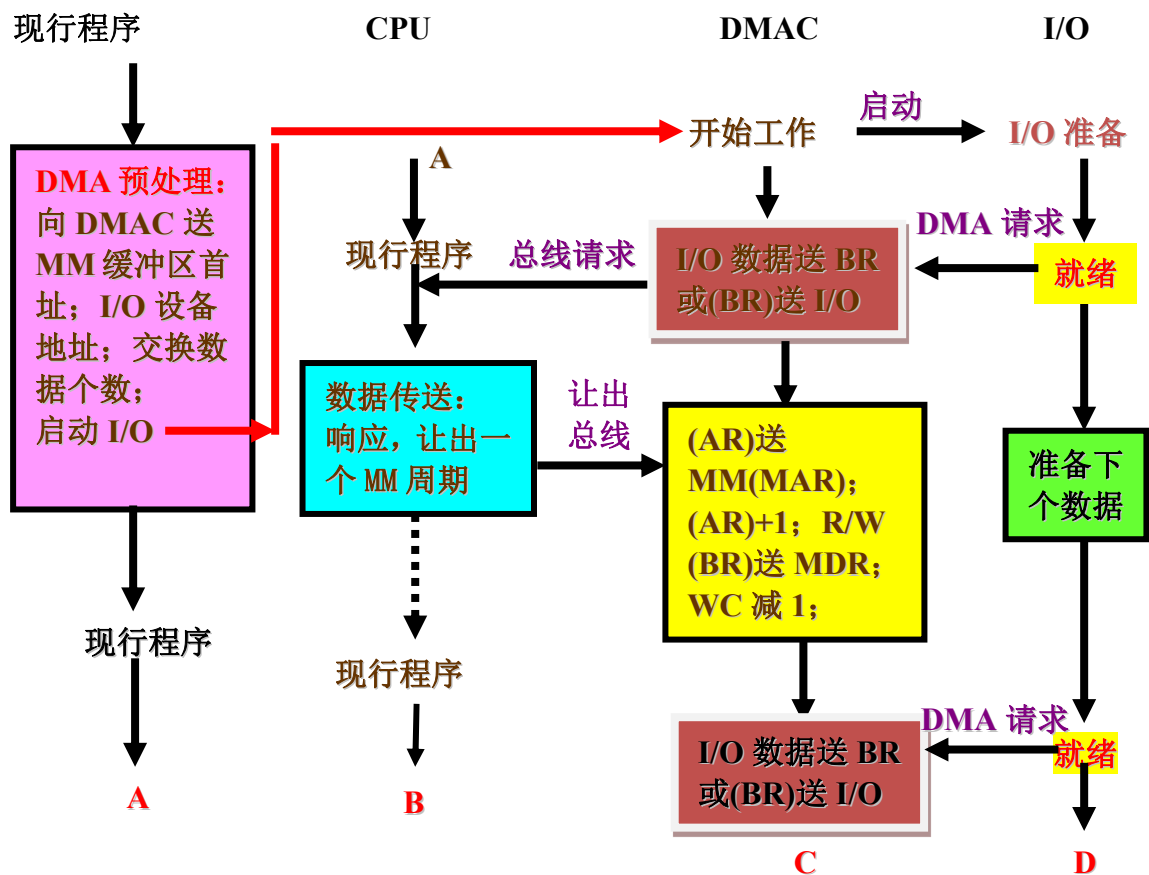 现行程序
CPU
DMAC
I/O
DMA 预处理：
向 DMAC 送
MM 缓冲区首
址；I/O 设备
地址；交换数
据个数；
启动 I/O
现行程序
A
A
现行程序
总线请求
数据传送：
响应，让出一
个 MM 周期
让出
总线
现行程序
B
开始工作
启动
I/O 数据送 BR
或(BR)送 I/O
(AR)送
MM(MAR)；
(AR)+1；R/W
(BR)送 MDR；
WC 减 1；
I/O 数据送 BR
或(BR)送 I/O
C
I/O 准备
DMA 请求
就绪
准备下
个数据
DMA 请求
就绪
D